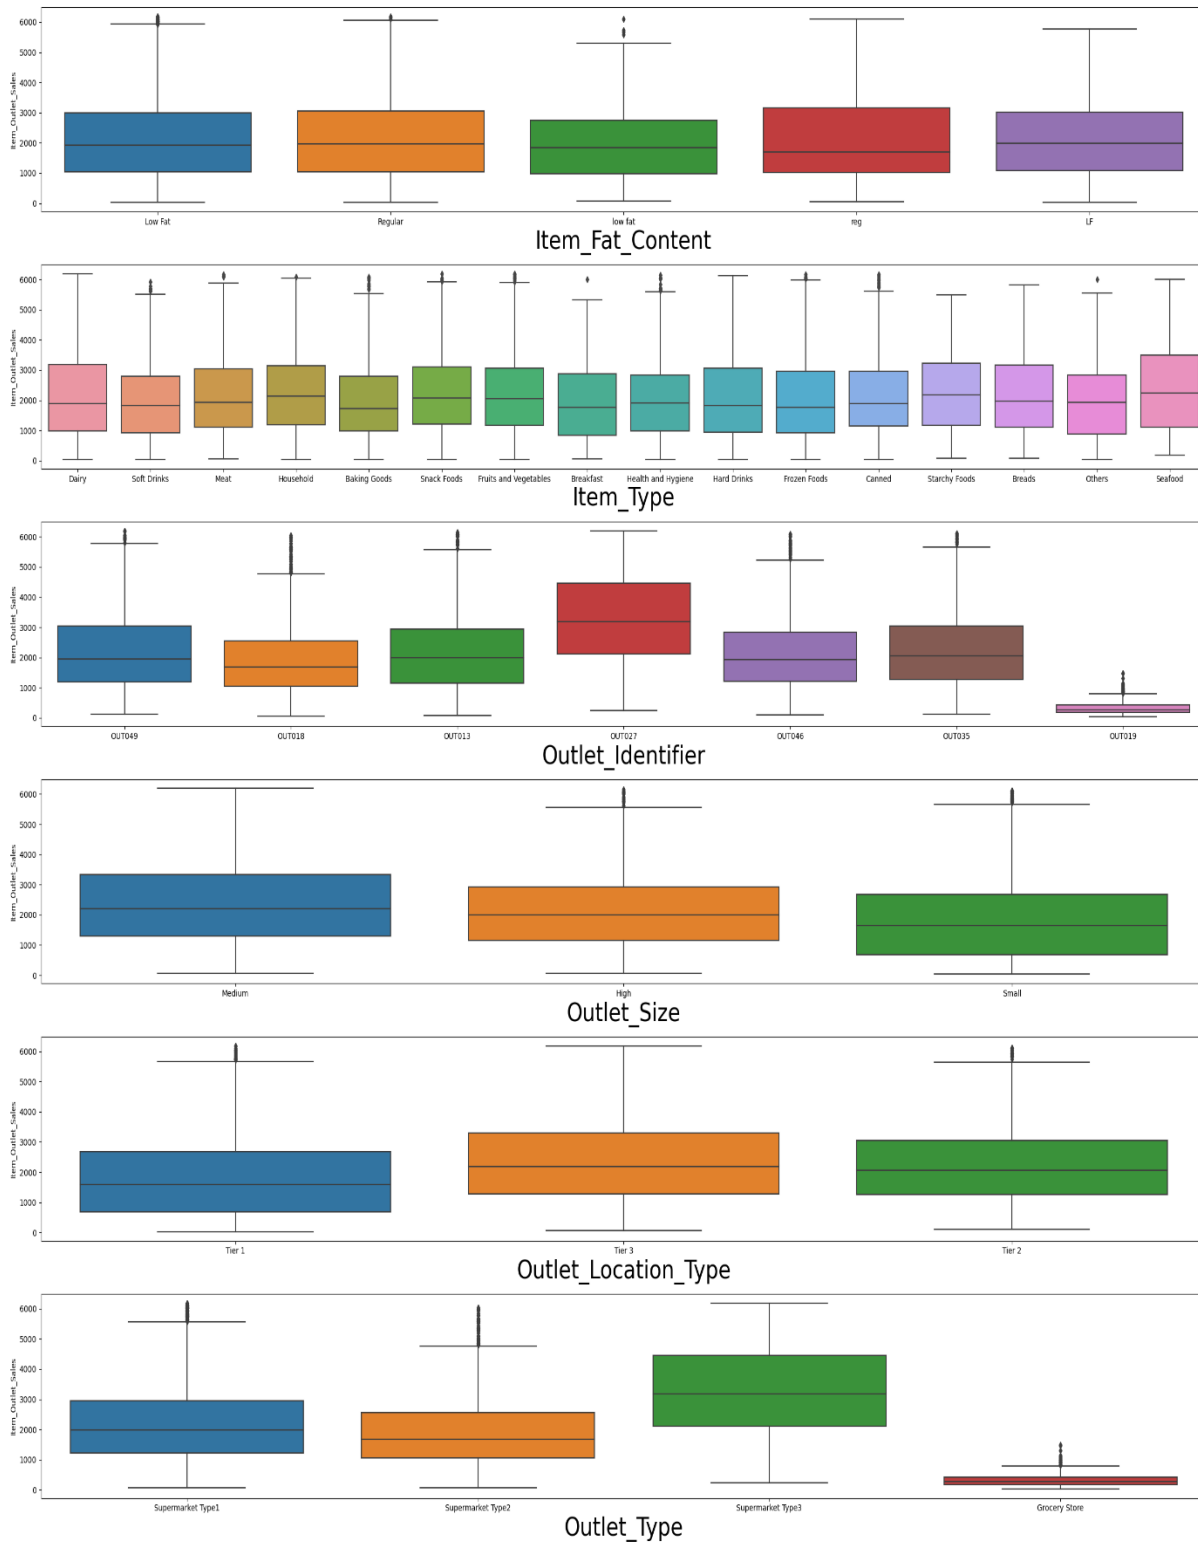 Item_Outlet_Sales
6000
5000
4000
3000
2000
1000
0
Low Fat Regular low fat reg LF
Item_Fat_Content
Item_Outlet_Sales
6000
5000
4000
3000
2000
1000
0
Dairy Soft Drinks Meat Household Baking Goods Snack Foods Fruits and Vegetables Breakfast Health and Hygiene Hard Drinks Frozen Foods Canned Starchy Foods Breads Others Seafood
Item_Type
Item_Outlet_Sales
6000
5000
4000
3000
2000
1000
0
OUT049 OUT018 OUT013 OUT027 OUT046 OUT035 OUT019
Outlet_Identifier
Item_Outlet_Sales
6000
5000
4000
3000
2000
1000
0
Medium High Small
Outlet_Size
Item_Outlet_Sales
6000
5000
4000
3000
2000
1000
0
Tier 1 Tier 3 Tier 2
Outlet_Location_Type
Item_Outlet_Sales
6000
5000
4000
3000
2000
1000
0
Supermarket Type1 Supermarket Type2 Supermarket Type3 Grocery Store
Outlet_Type